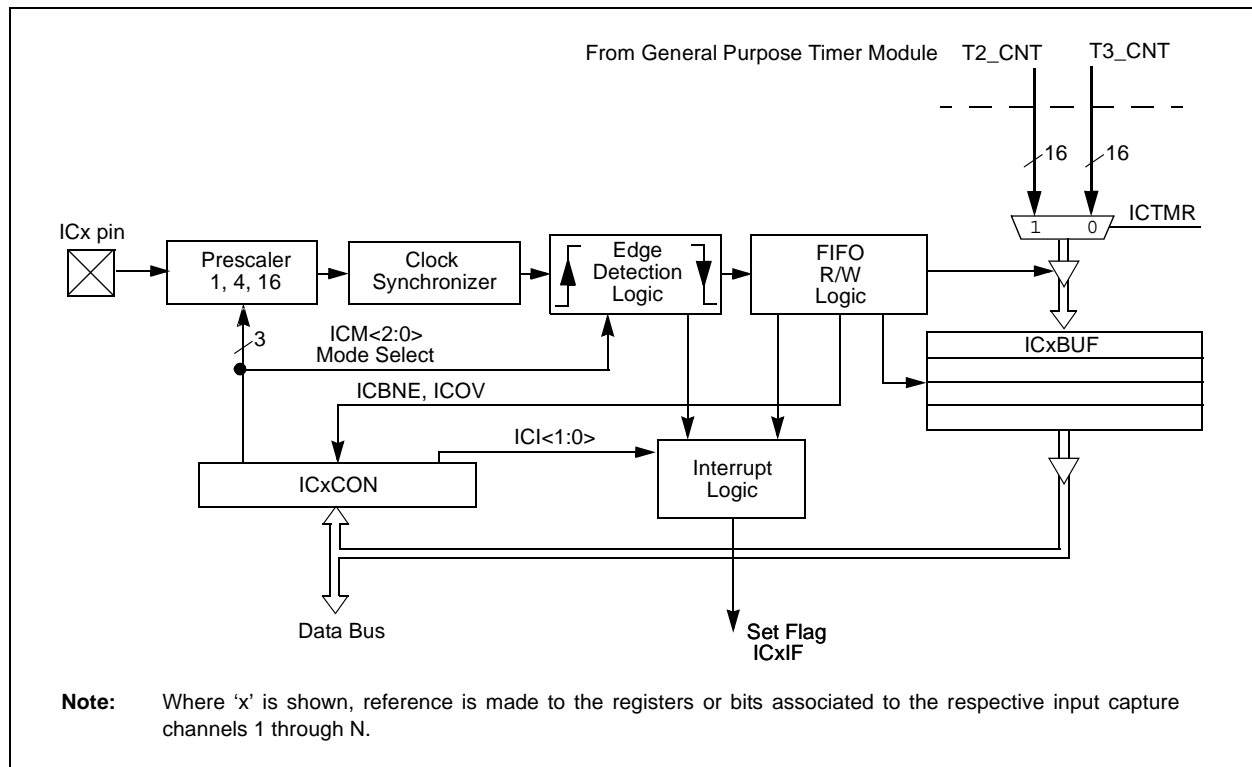 From General Purpose Timer Module T2_CNT T3_CNT
16 16
ICx pin
1 0 ICTMR
Prescaler
1, 4, 16
Clock
Synchronizer
Edge
Detection
Logic
FIFO
R/W
Logic
3
ICM<2:0>
Mode Select
ICxBUF
ICBNE, ICOV
ICI<1:0>
ICxCON
Interrupt
Logic
Data Bus
Set Flag
ICxIF
Note: Where ‘x’ is shown, reference is made to the registers or bits associated to the respective input capture
channels 1 through N.